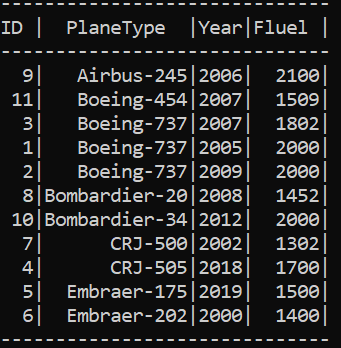 -----------------------------
ID |  PlaneType  |Year|Fluel |
-----------------------------
  9|   Airbus-245|2006|  2100|
 11|   Boeing-454|2007|  1509|
  3|   Boeing-737|2007|  1802|
  1|   Boeing-737|2005|  2000|
  2|   Boeing-737|2009|  2000|
  8|Bombardier-20|2008|  1452|
 10|Bombardier-34|2012|  2000|
  7|      CRJ-500|2002|  1302|
  4|      CRJ-505|2018|  1700|
  5|  Embraer-175|2019|  1500|
  6|  Embraer-202|2000|  1400|
-----------------------------